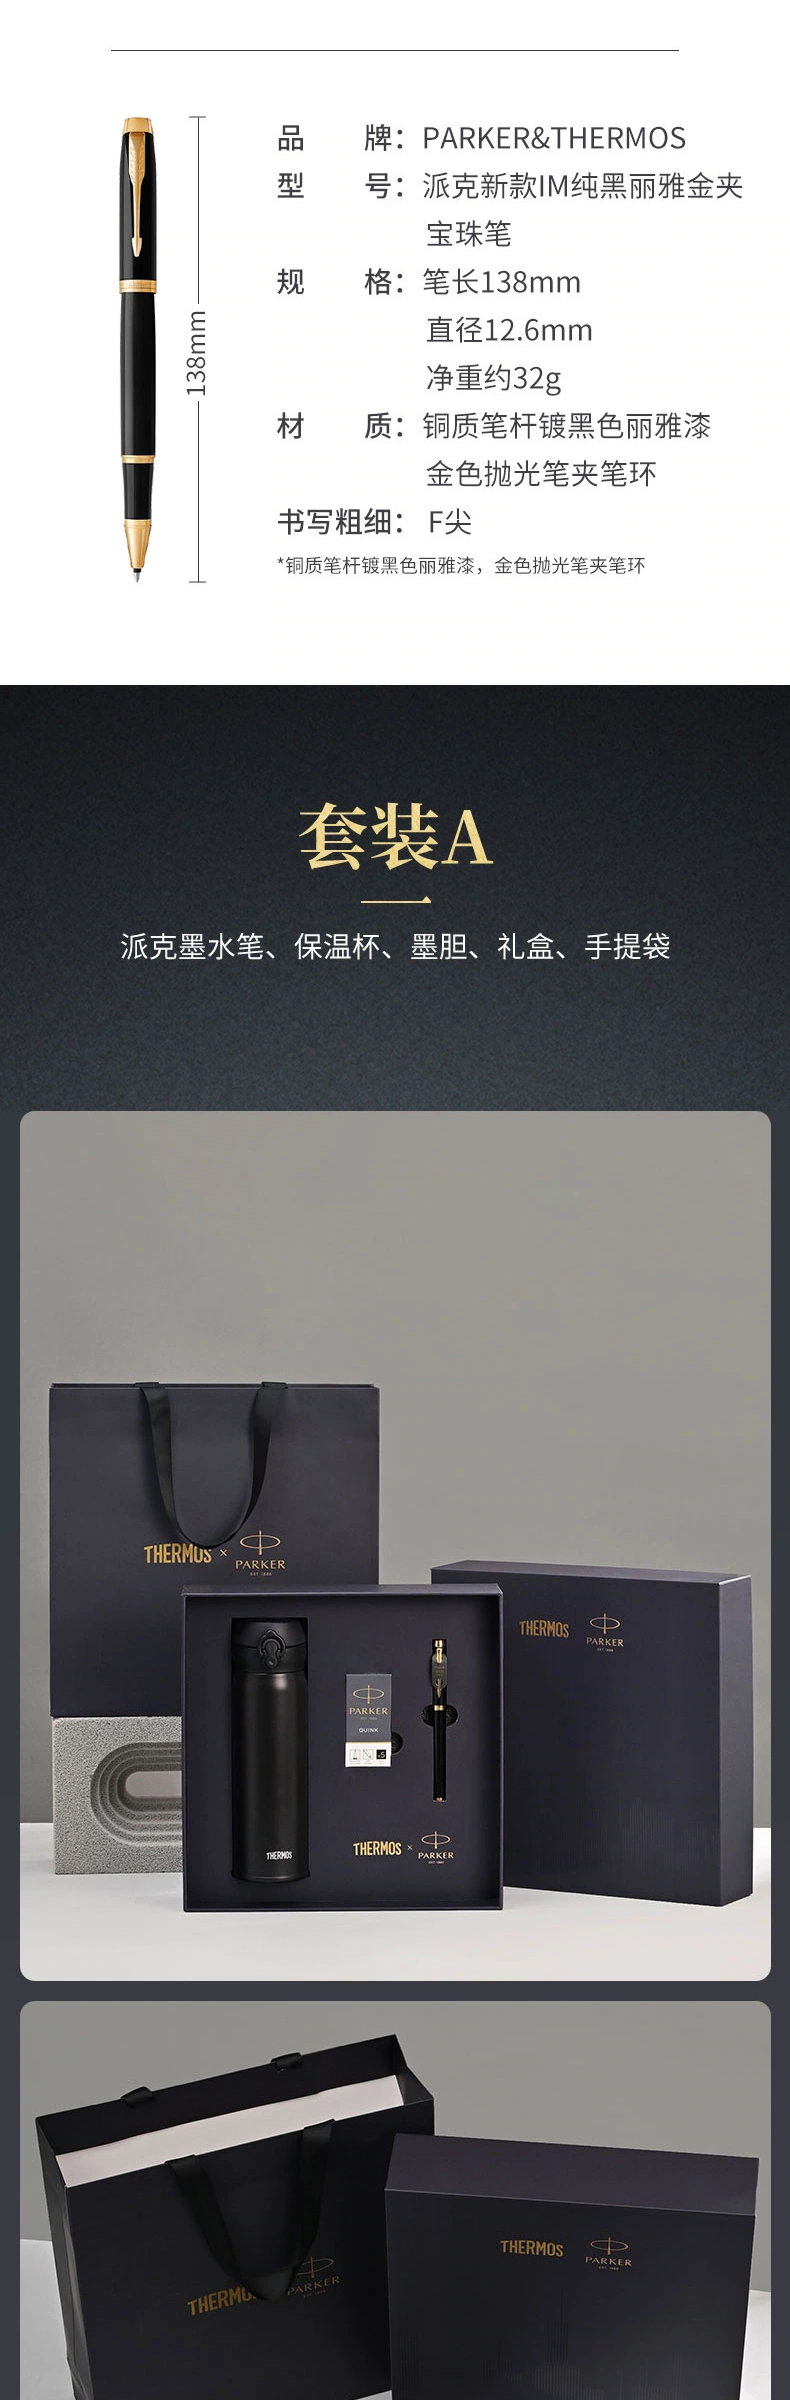 138mm
品 牌：PARKER&THERMOS
型 号：派克新款IM纯黑丽雅金夹
宝珠笔
规 格：笔长138mm
直径12.6mm
净重约32g
材 质：铜质笔杆镀黑色丽雅漆
金色抛光笔夹笔环
书写粗细： F尖
*铜质笔杆镀黑色丽雅漆，金色抛光笔夹笔环
套装A
派克墨水笔、保温杯、墨胆、礼盒、手提袋
THERMOS × PARKER
THERMOS PARKER
PARKER
QUINK
THERMOS
THERMOS × PARKER
THERMOS PARKER
PARKER